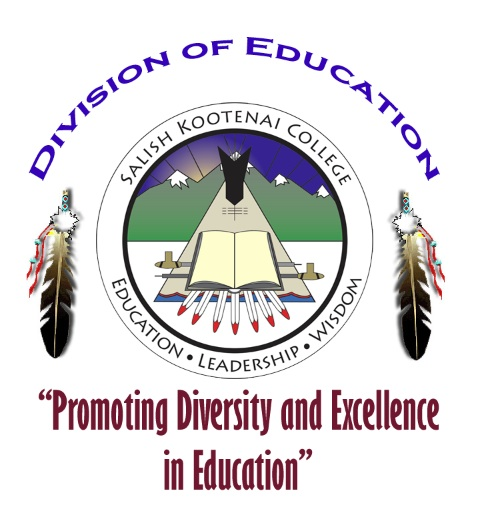 DIVISION OF EDUCATION
SALISH KOOTENAI COLLEGE
EDUCATION • LEADERSHIP • WISDOM
“Promoting Diversity and Excellence
in Education”